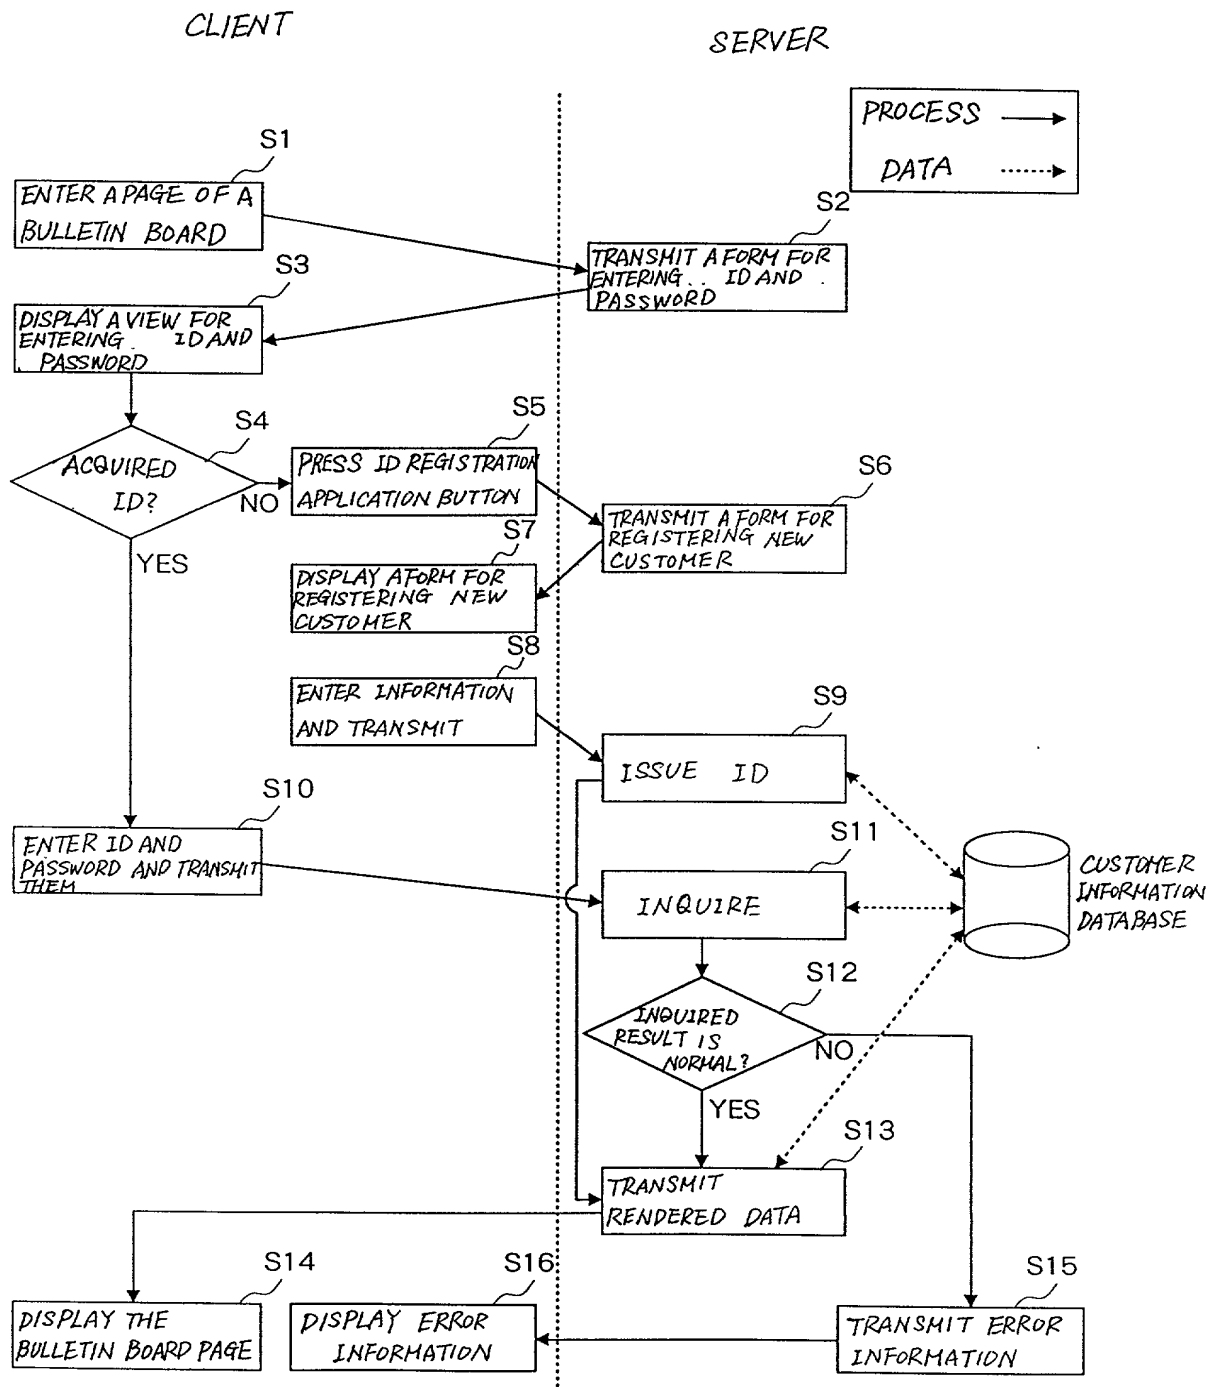 CLIENT
SERVER
PROCESS
DATA
S1
ENTER A PAGE OF A
BULLETIN BOARD
S2
TRANSMIT A FORM FOR
ENTERING.. ID AND .
PASSWORD
S3
DISPLAY A VIEW FOR
ENTERING. ID AND
. PASSWORD
S4
ACQUIRED
ID?
NO
YES
S5
PRESS ID REGISTRATION
APPLICATION BUTTON
S6
TRANSMIT A FORM FOR
REGISTERING NEW
CUSTOMER
S7
DISPLAY A FORM FOR
REGISTERING NEW
CUSTOMER
S8
ENTER INFORMATION
AND TRANSMIT
S9
ISSUE ID
S10
ENTER ID AND
PASSWORD AND TRANSMIT
THEM
S11
INQUIRE
CUSTOMER
INFORMATION
DATABASE
S12
INQUIRED
RESULT IS
NORMAL?
NO
YES
S13
TRANSMIT
RENDERED DATA
S14
DISPLAY THE
BULLETIN BOARD PAGE
S16
DISPLAY ERROR
INFORMATION
S15
TRANSMIT ERROR
INFORMATION